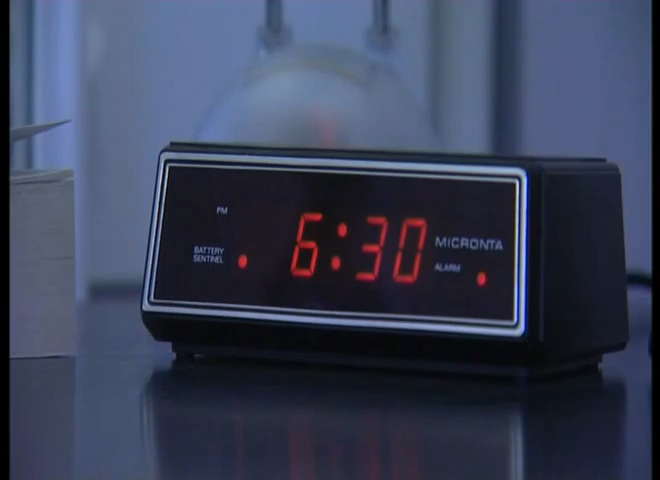 PM
6:30
MICRONTA
BATTERY
SENTINEL
ALARM